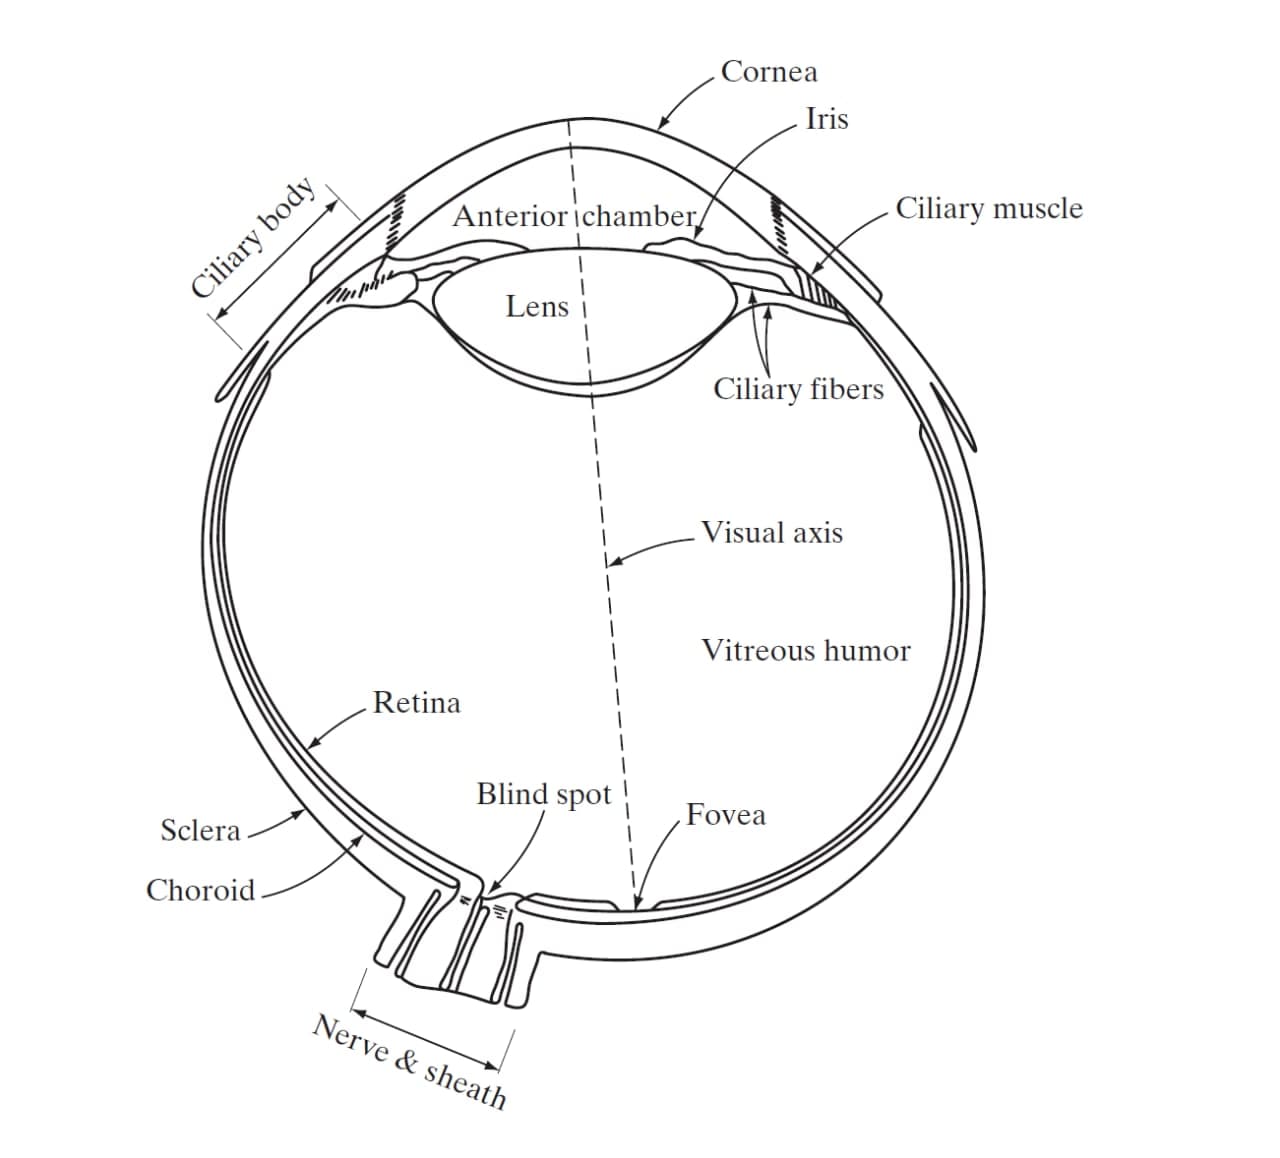 Cornea
Iris
Ciliary muscle
Ciliary body
Anterior chamber
Lens
Ciliary fibers
Visual axis
Vitreous humor
Retina
Blind spot
Fovea
Sclera
Choroid
Nerve & sheath